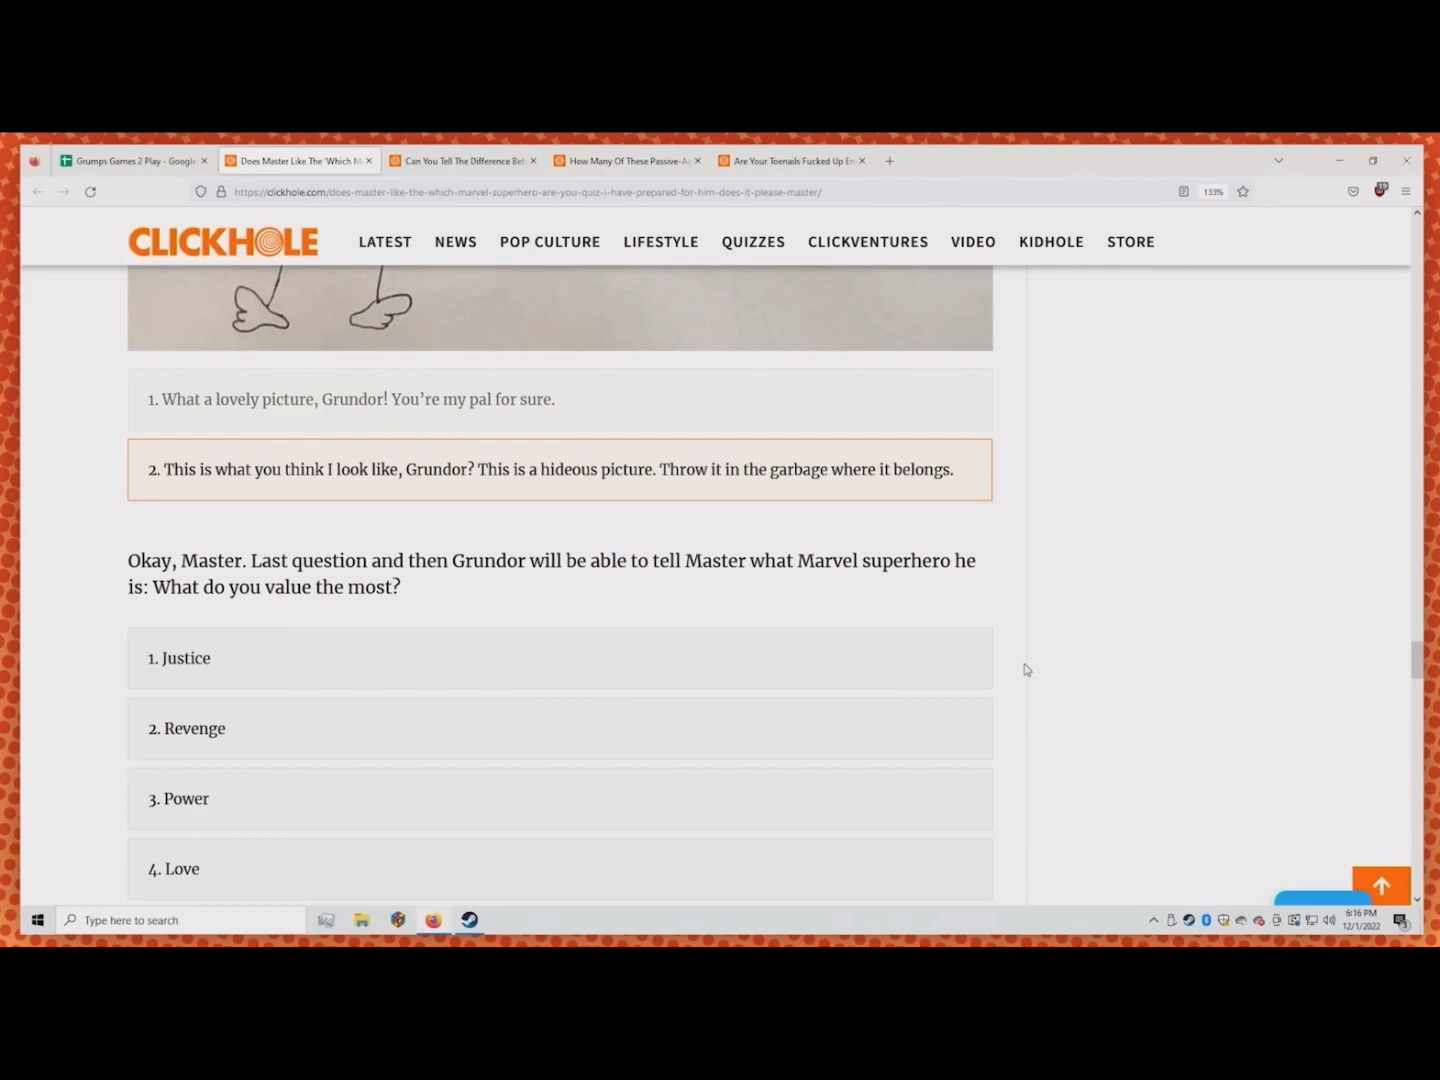 Grumps Games 2 Play - Google
Does Master Like The 'Which M
Can You Tell The Difference Bet
How Many Of These Passive-Ag
Are Your Toenails Fucked Up En
https://clickhole.com/does-master-like-the-which-marvel-superhero-are-you-quiz-i-have-prepared-for-him-does-it-please-master/
133%
CLICKHOLE
LATEST
NEWS
POP CULTURE
LIFESTYLE
QUIZZES
CLICKVENTURES
VIDEO
KIDHOLE
STORE
1. What a lovely picture, Grundor! You’re my pal for sure.
2. This is what you think I look like, Grundor? This is a hideous picture. Throw it in the garbage where it belongs.
Okay, Master. Last question and then Grundor will be able to tell Master what Marvel superhero he
is: What do you value the most?
1. Justice
2. Revenge
3. Power
4. Love
Type here to search
6:16 PM
12/1/2022